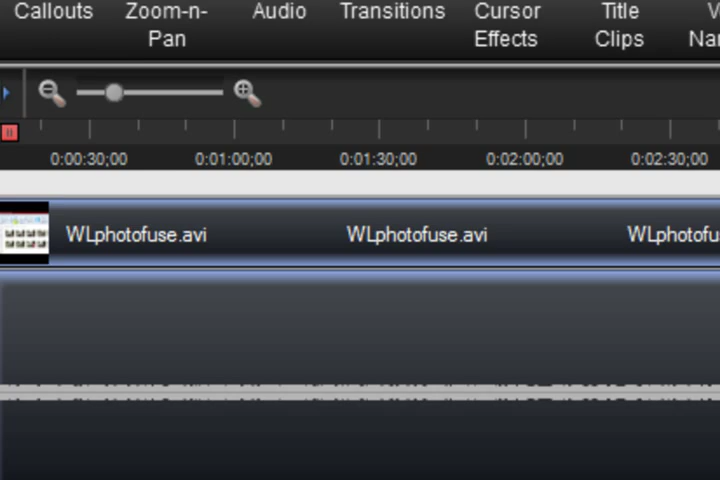 Callouts Zoom-n-Pan Audio Transitions Cursor Effects Title Clips
0:00:30;00 0:01:00;00 0:01:30;00 0:02:00;00 0:02:30;00
WLphotofuse.avi WLphotofuse.avi WLphotofu